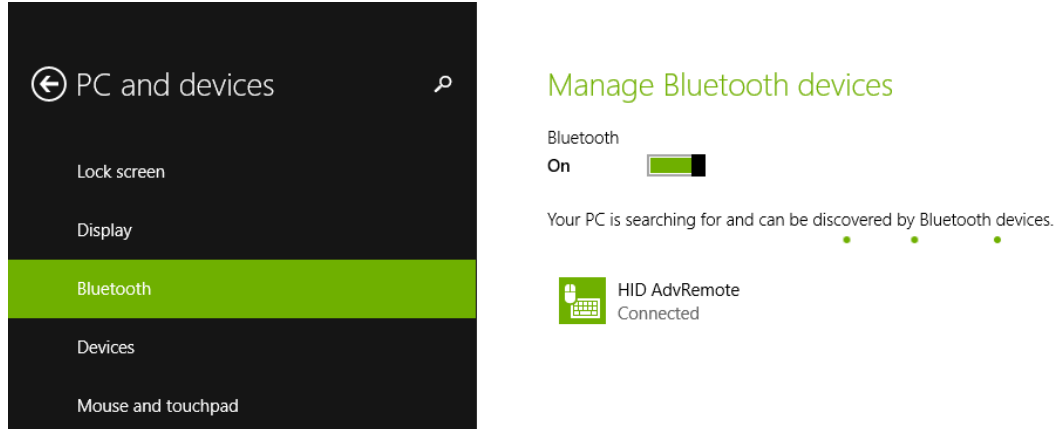 PC and devices
Lock screen
Display
Bluetooth
Devices
Mouse and touchpad
Manage Bluetooth devices
Bluetooth
On
Your PC is searching for and can be discovered by Bluetooth devices.
HID AdvRemote
Connected